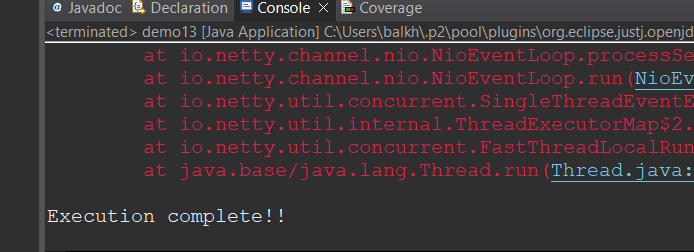 Javadoc Declaration Console Coverage
<terminated> demo13 [Java Application] C:\Users\balkh\.p2\pool\plugins\org.eclipse.justj.openjd
at io.netty.channel.nio.NioEventLoop.processSe
at io.netty.channel.nio.NioEventLoop.run(NioEv
at io.netty.util.concurrent.SingleThreadEventE
at io.netty.util.internal.ThreadExecutorMap$2.
at io.netty.util.concurrent.FastThreadLocalRun
at java.base/java.lang.Thread.run(Thread.java:
Execution complete!!